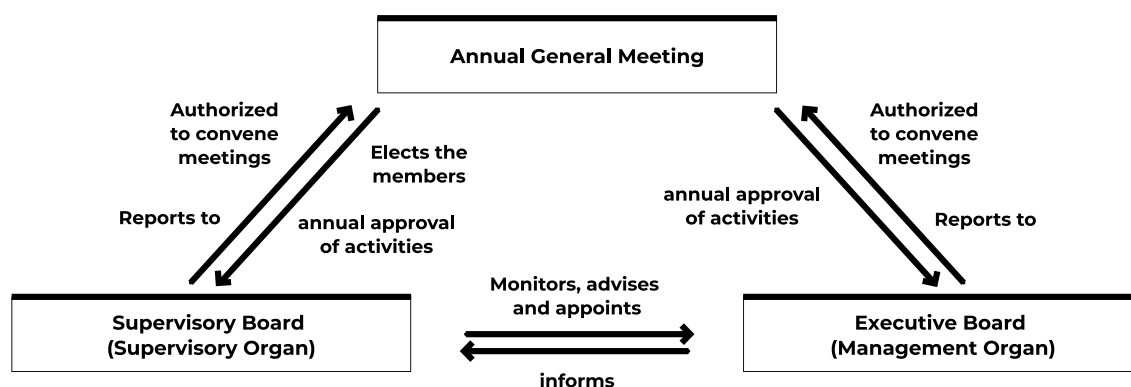 Annual General Meeting
Authorized
to convene
meetings
Reports to
Elects the
members
annual approval
of activities
annual approval
of activities
Authorized
to convene
meetings
Reports to
Supervisory Board
(Supervisory Organ)
Monitors, advises
and appoints
informs
Executive Board
(Management Organ)